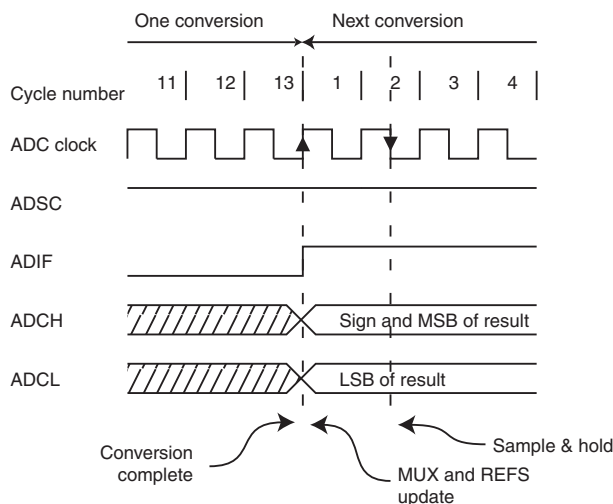 One conversion Next conversion
Cycle number 11 12 13 1 2 3 4
ADC clock
ADSC
ADIF
ADCH Sign and MSB of result
ADCL LSB of result
Conversion
complete
MUX and REFS
update
Sample & hold